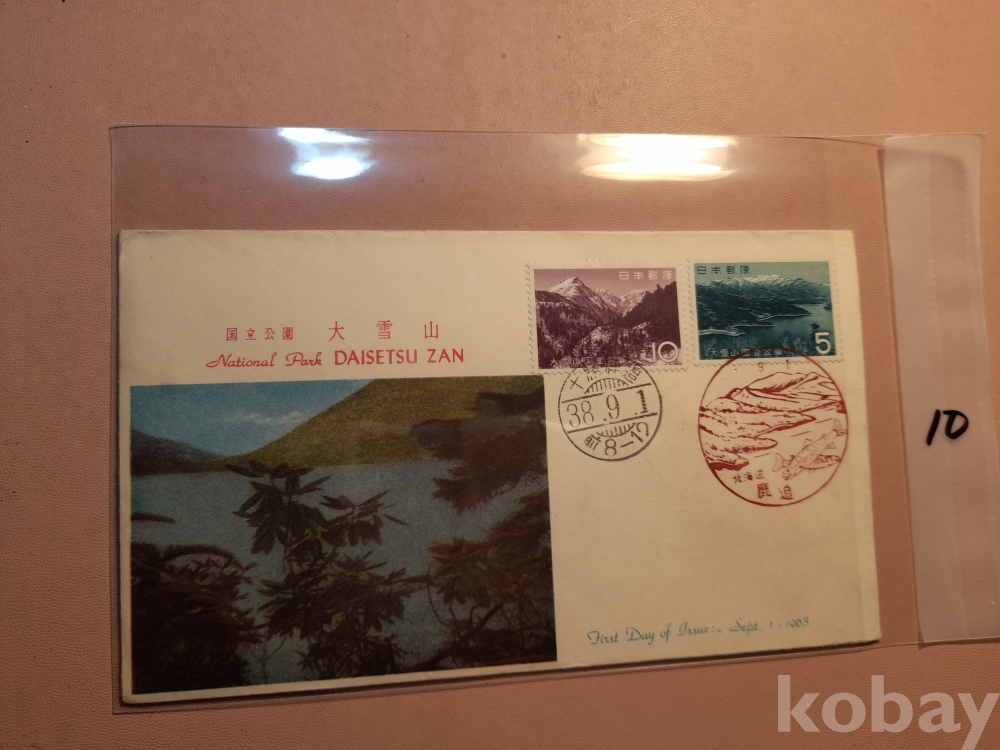 国立公園 大雪山
National Park DAISETSU ZAN
日本郵便
10
日本郵便
大雪山国立公園
5
38.9.1
前8-12
北海道
鹿追
First Day of Issue:- Sept. 1, 1963
10
kobay